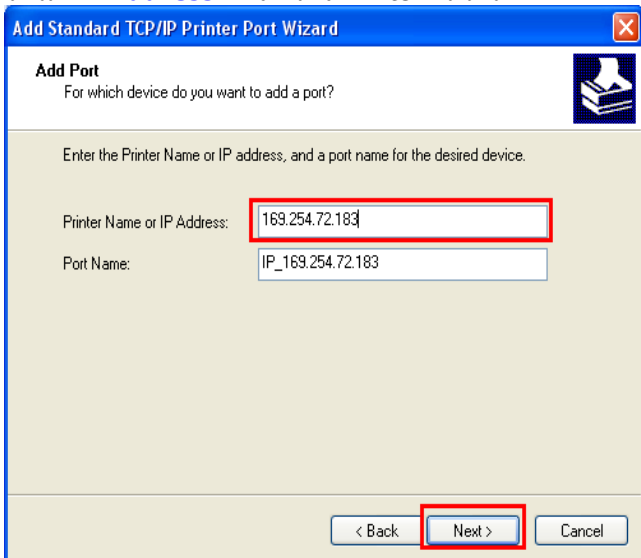 Add Standard TCP/IP Printer Port Wizard
Add Port
For which device do you want to add a port?
Enter the Printer Name or IP address, and a port name for the desired device.
Printer Name or IP Address: 169.254.72.183
Port Name: IP_169.254.72.183
< Back Next > Cancel